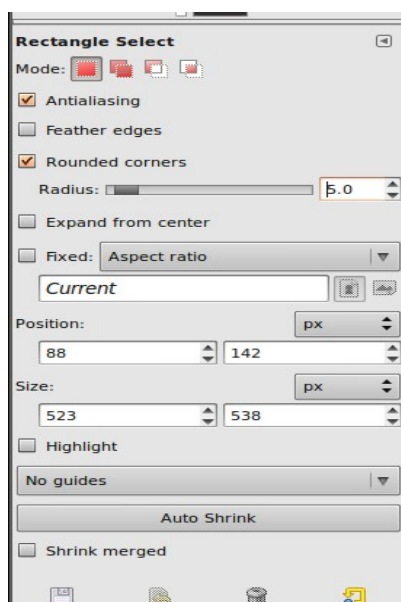 Rectangle Select
Mode:
Antialiasing
Feather edges
Rounded corners
Radius: 5.0
Expand from center
Fixed: Aspect ratio
Current
Position: px
88 142
Size: px
523 538
Highlight
No guides
Auto Shrink
Shrink merged